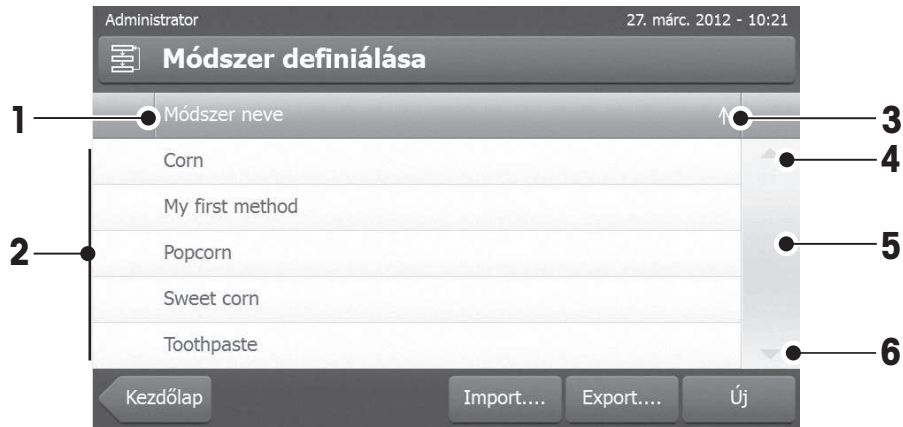 Administrator 27. márc. 2012 - 10:21
Módszer definiálása
1 Módszer neve 3
Corn 4
My first method
2 Popcorn 5
Sweet corn
Toothpaste 6
Kezdőlap Import.... Export.... Új